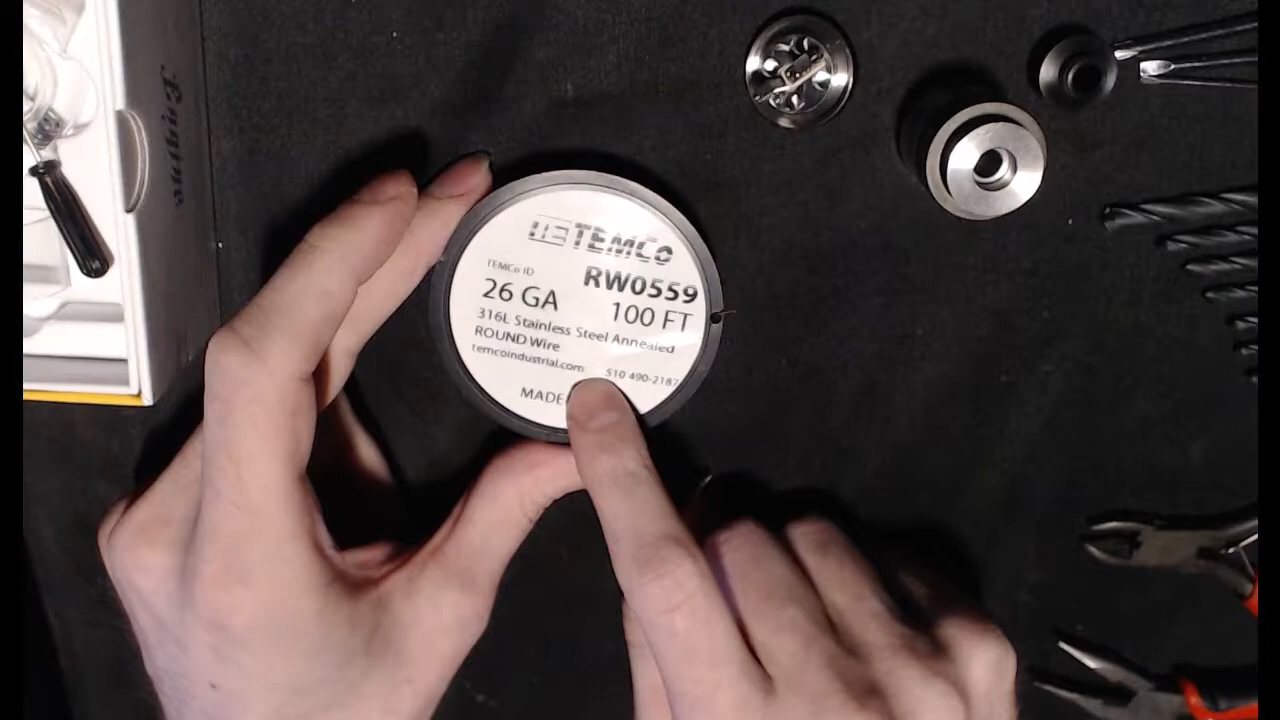 TEMCo
TEMCo ID
RW0559
26 GA
100 FT
316L Stainless Steel Annealed
ROUND Wire
temcoindustrial.com 510 490-2187
MADE
Engine